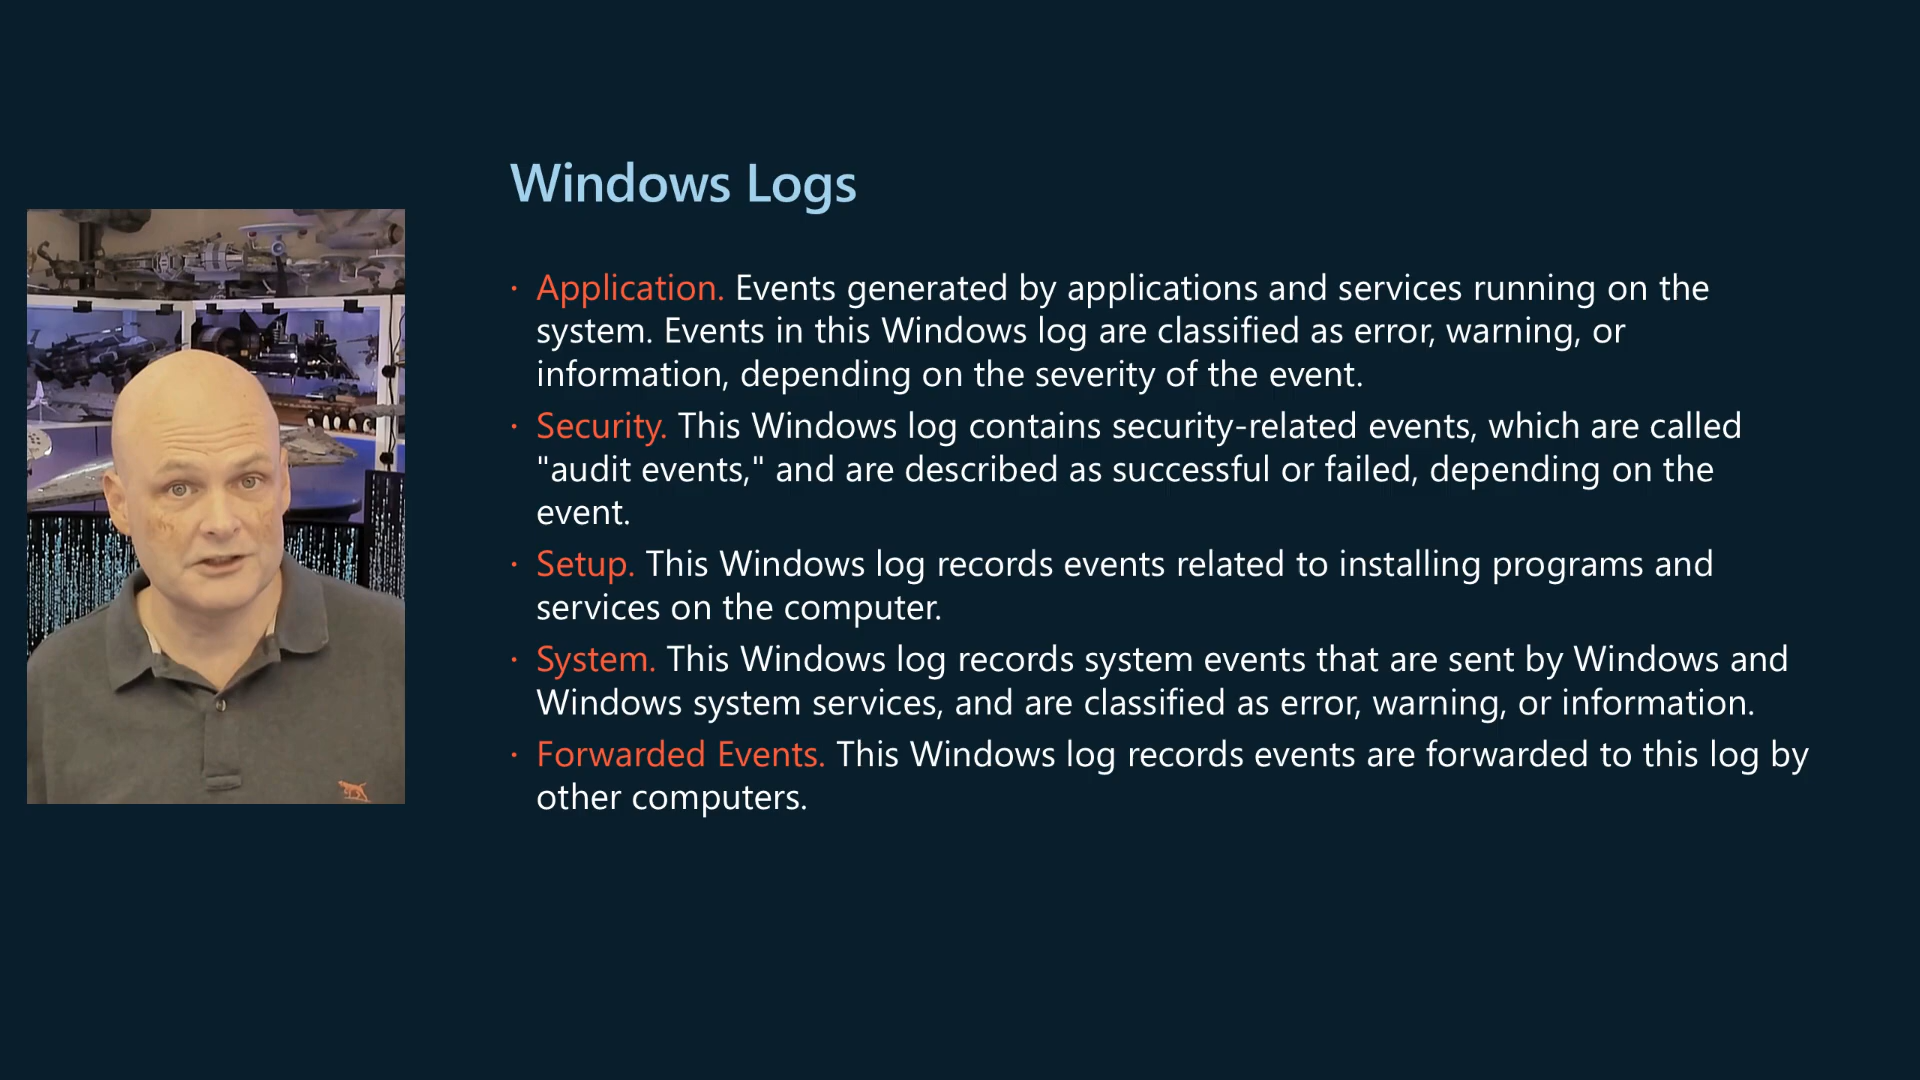 Windows Logs
· Application. Events generated by applications and services running on the
system. Events in this Windows log are classified as error, warning, or
information, depending on the severity of the event.
· Security. This Windows log contains security-related events, which are called
"audit events," and are described as successful or failed, depending on the
event.
· Setup. This Windows log records events related to installing programs and
services on the computer.
· System. This Windows log records system events that are sent by Windows and
Windows system services, and are classified as error, warning, or information.
· Forwarded Events. This Windows log records events are forwarded to this log by
other computers.